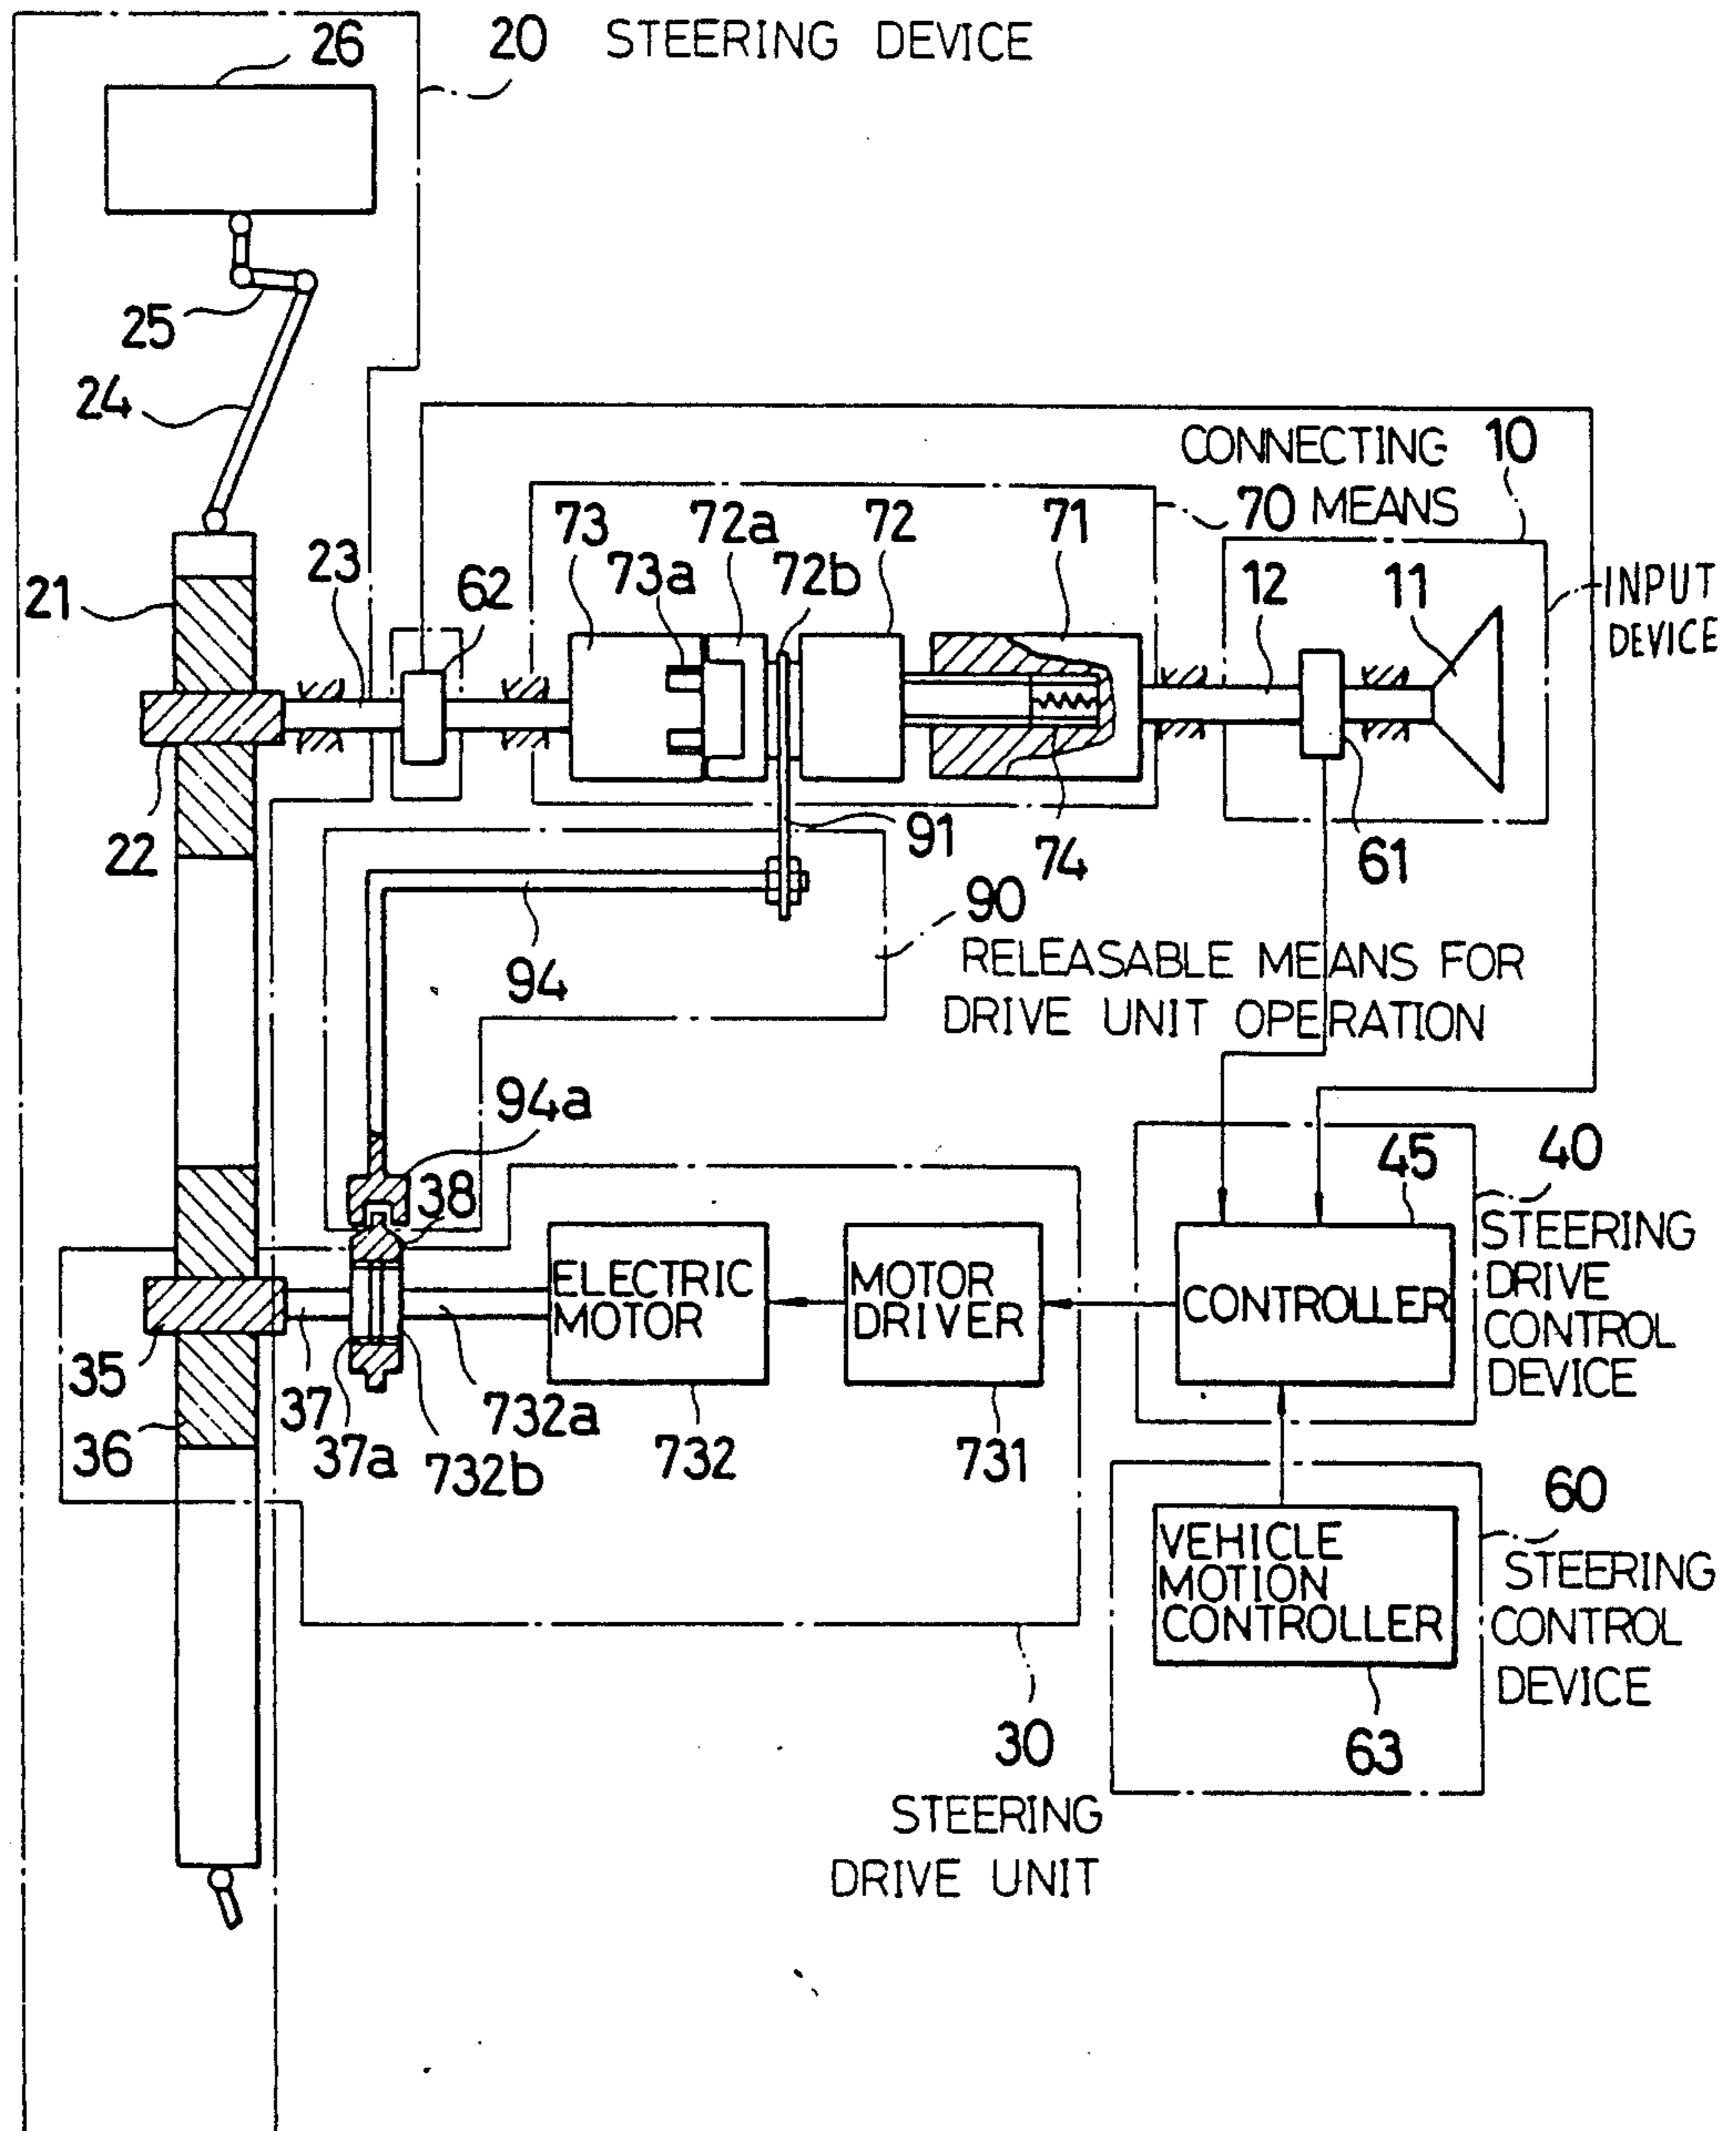 26
20 STEERING DEVICE
25
24
CONNECTING 10
70 MEANS
73
72a
72
71
73a
72b
23
62
12
11
INPUT
DEVICE
21
22
91
74
61
90
RELEASABLE MEANS FOR
DRIVE UNIT OPERATION
94
94a
38
45
40
STEERING
DRIVE
CONTROL
DEVICE
ELECTRIC
MOTOR
MOTOR
DRIVER
CONTROLLER
35
36
37
37a
732a
732b
732
731
60
STEERING
CONTROL
DEVICE
VEHICLE
MOTION
CONTROLLER
63
30
STEERING
DRIVE UNIT